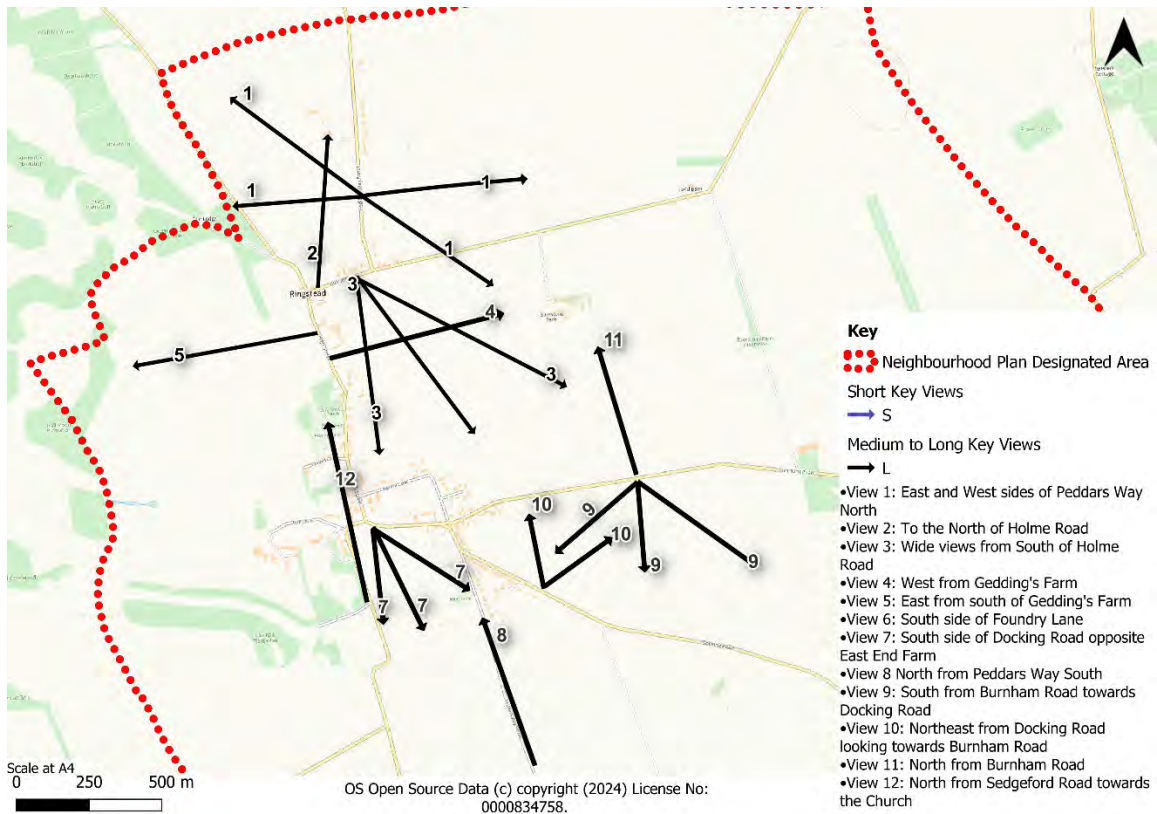 1
1
1
2
1
3
Ringstead
4
5
11
3
3
12
10
9
10
9
9
7
7
7
8
Key
Neighbourhood Plan Designated Area
Short Key Views
S
Medium to Long Key Views
L
•View 1: East and West sides of Peddars Way
North
•View 2: To the North of Holme Road
•View 3: Wide views from South of Holme
Road
•View 4: West from Gedding's Farm
•View 5: East from south of Gedding's Farm
•View 6: South side of Foundry Lane
•View 7: South side of Docking Road opposite
East End Farm
•View 8 North from Peddars Way South
•View 9: South from Burnham Road towards
Docking Road
•View 10: Northeast from Docking Road
looking towards Burnham Road
•View 11: North from Burnham Road
•View 12: North from Sedgeford Road towards
the Church
Scale at A4
0 250 500 m
OS Open Source Data (c) copyright (2024) License No:
0000834758.